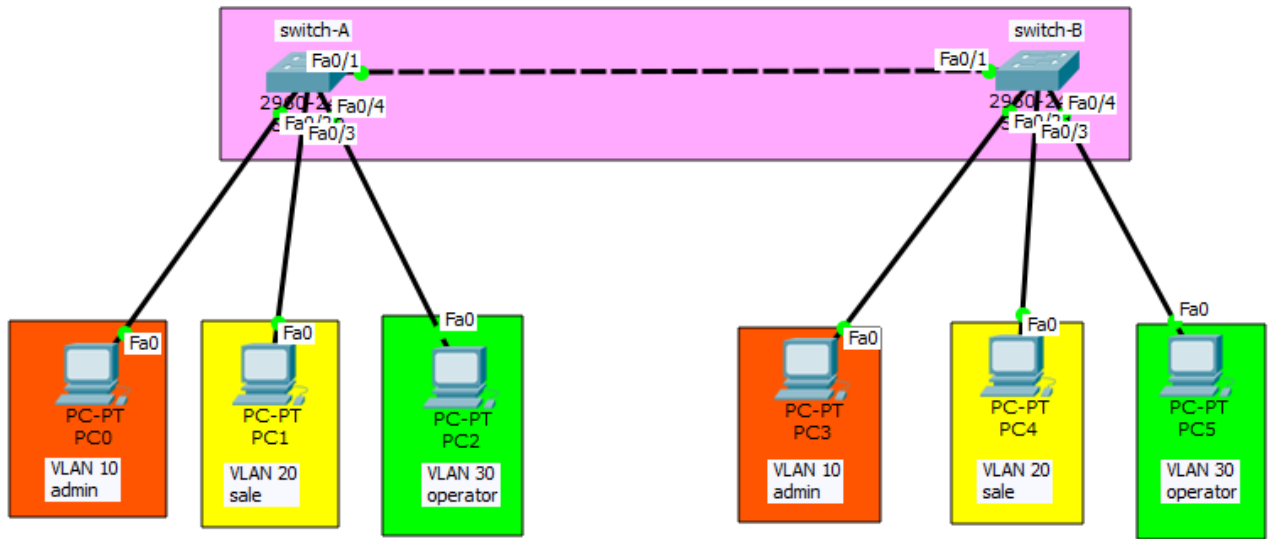 switch-A
switch-B
Fa0/1
Fa0/1
Fa0/4
Fa0/3
Fa0/4
Fa0/3
Fa0
Fa0
Fa0
Fa0
Fa0
Fa0
PC-PT
PC0
PC-PT
PC1
PC-PT
PC2
PC-PT
PC3
PC-PT
PC4
PC-PT
PC5
VLAN 10
admin
VLAN 20
sale
VLAN 30
operator
VLAN 10
admin
VLAN 20
sale
VLAN 30
operator